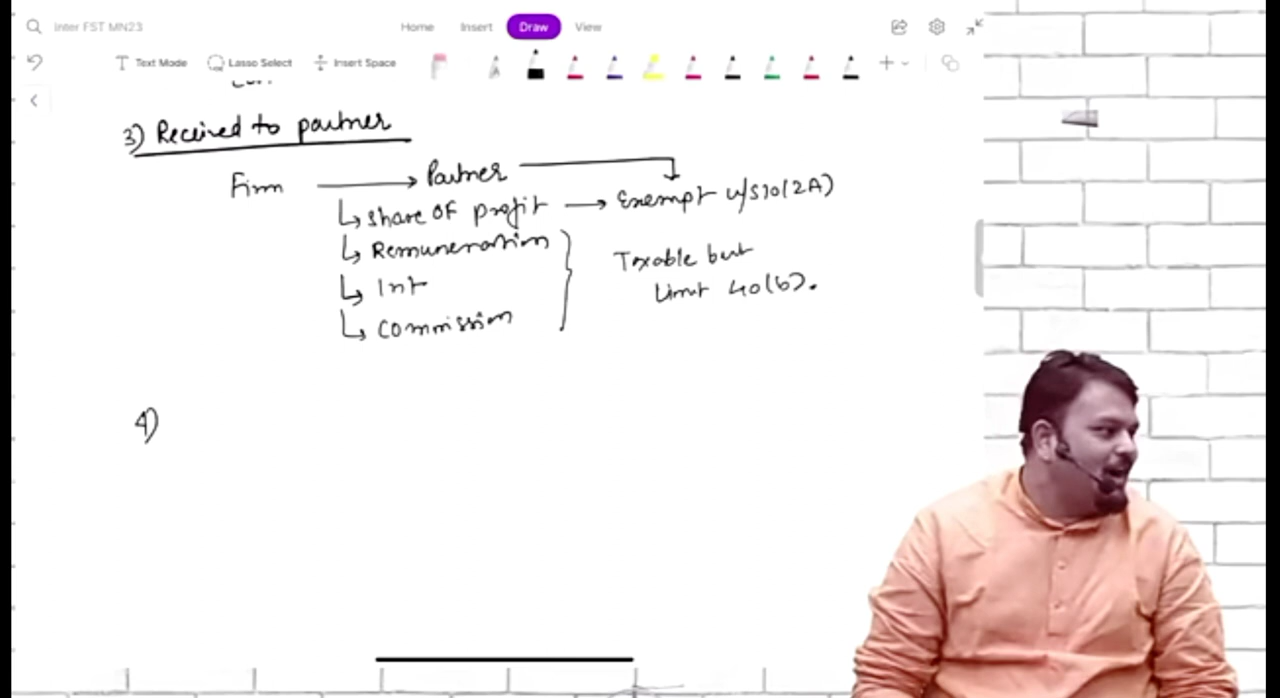 Inter FST MN23
Home Insert Draw View
Text Mode Lasso Select Insert Space
3) Received to partner
Firm → Partner
↳ Share OF profit → Exempt u/s 10(2A)
↳ Remuneration
↳ Int
↳ Commission
Taxable but
Limit 40(b).
4)